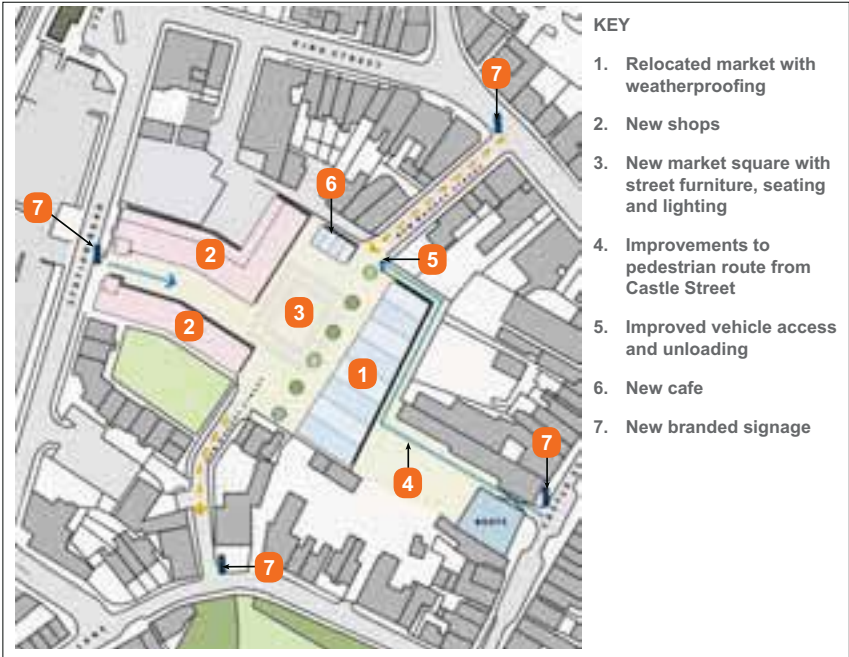 KING STREET
7
6
7
2
5
3
2
1
7
4
7
KEY
1. Relocated market with
weatherproofing
2. New shops
3. New market square with
street furniture, seating
and lighting
4. Improvements to
pedestrian route from
Castle Street
5. Improved vehicle access
and unloading
6. New cafe
7. New branded signage